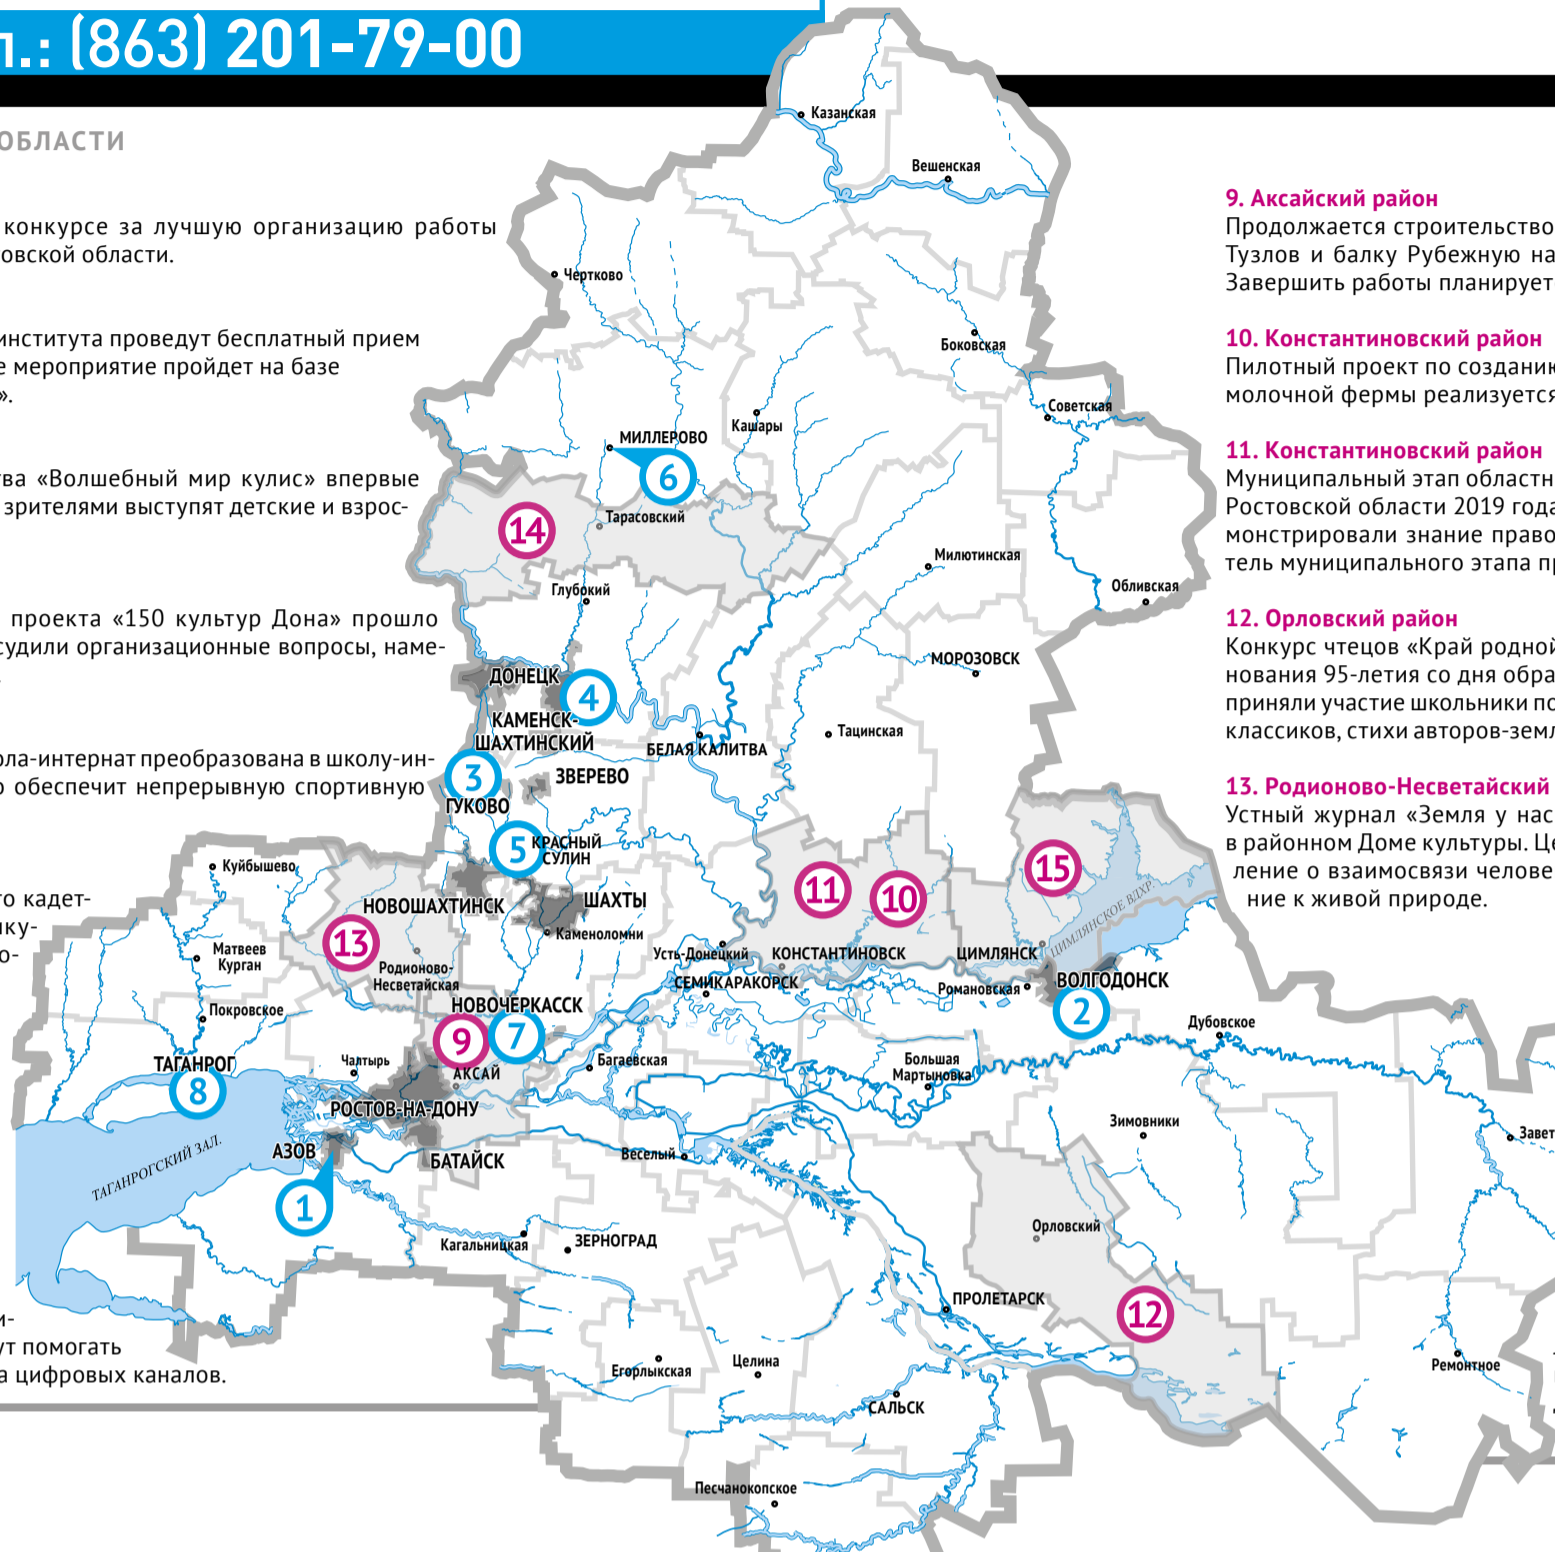 л.: (863) 201-79-00
ОБЛАСТИ
конкурсе за лучшую организацию работы
овской области.
института проведут бесплатный прием
е мероприятие пройдет на базе
».
тва «Волшебный мир кулис» впервые
зрителями выступят детские и взрос-
проекта «150 культур Дона» прошло
судили организационные вопросы, наме-
ола-интернат преобразована в школу-ин-
о обеспечит непрерывную спортивную
го кадет-
ику-
о-
и-
ут помогать
а цифровых каналов.
Казанская
Вешенская
Чертково
Боковская
Советская
Кашары
МИЛЛЕРОВО
6
14
Тарасовский
Милютинская
Глубокий
Обливская
МОРОЗОВСК
ДОНЕЦК
4
КАМЕНСК-
ШАХТИНСКИЙ
БЕЛАЯ КАЛИТВА
Тацинская
3
ЗВЕРЕВО
ГУКОВО
5
КРАСНЫЙ
СУЛИН
Куйбышево
НОВОШАХТИНСК
ШАХТЫ
11
10
15
13
Каменоломни
Матвеев
Курган
Родионово-
Несветайская
Усть-Донецкий
КОНСТАНТИНОВСК
ЦИМЛЯНСК
ЦИМЛЯНСКОЕ ВДХР.
СЕМИКАРАКОРСК
Романовская
ВОЛГОДОНСК
2
Покровское
НОВОЧЕРКАССК
9
7
Дубовское
ТАГАНРОГ
8
Чалтырь
АКСАЙ
Багаевская
Большая
Мартыновка
РОСТОВ-НА-ДОНУ
Зимовники
Завет
АЗОВ
ТАГАНРОГСКИЙ ЗАЛ.
БАТАЙСК
Веселый
1
Орловский
Кагальницкая
ЗЕРНОГРАД
ПРОЛЕТАРСК
12
Егорлыкская
Целина
САЛЬСК
Ремонтное
Песчанокопское
9. Аксайский район
Продолжается строительство
Тузлов и балку Рубежную на
Завершить работы планирует
10. Константиновский район
Пилотный проект по созданию
молочной фермы реализуется
11. Константиновский район
Муниципальный этап областн
Ростовской области 2019 года
монстрировали знание право
тель муниципального этапа пр
12. Орловский район
Конкурс чтецов «Край родной
нования 95-летия со дня обра
приняли участие школьники по
классиков, стихи авторов-земл
13. Родионово-Несветайский
Устный журнал «Земля у нас
в районном Доме культуры. Це
ление о взаимосвязи челове
ние к живой природе.